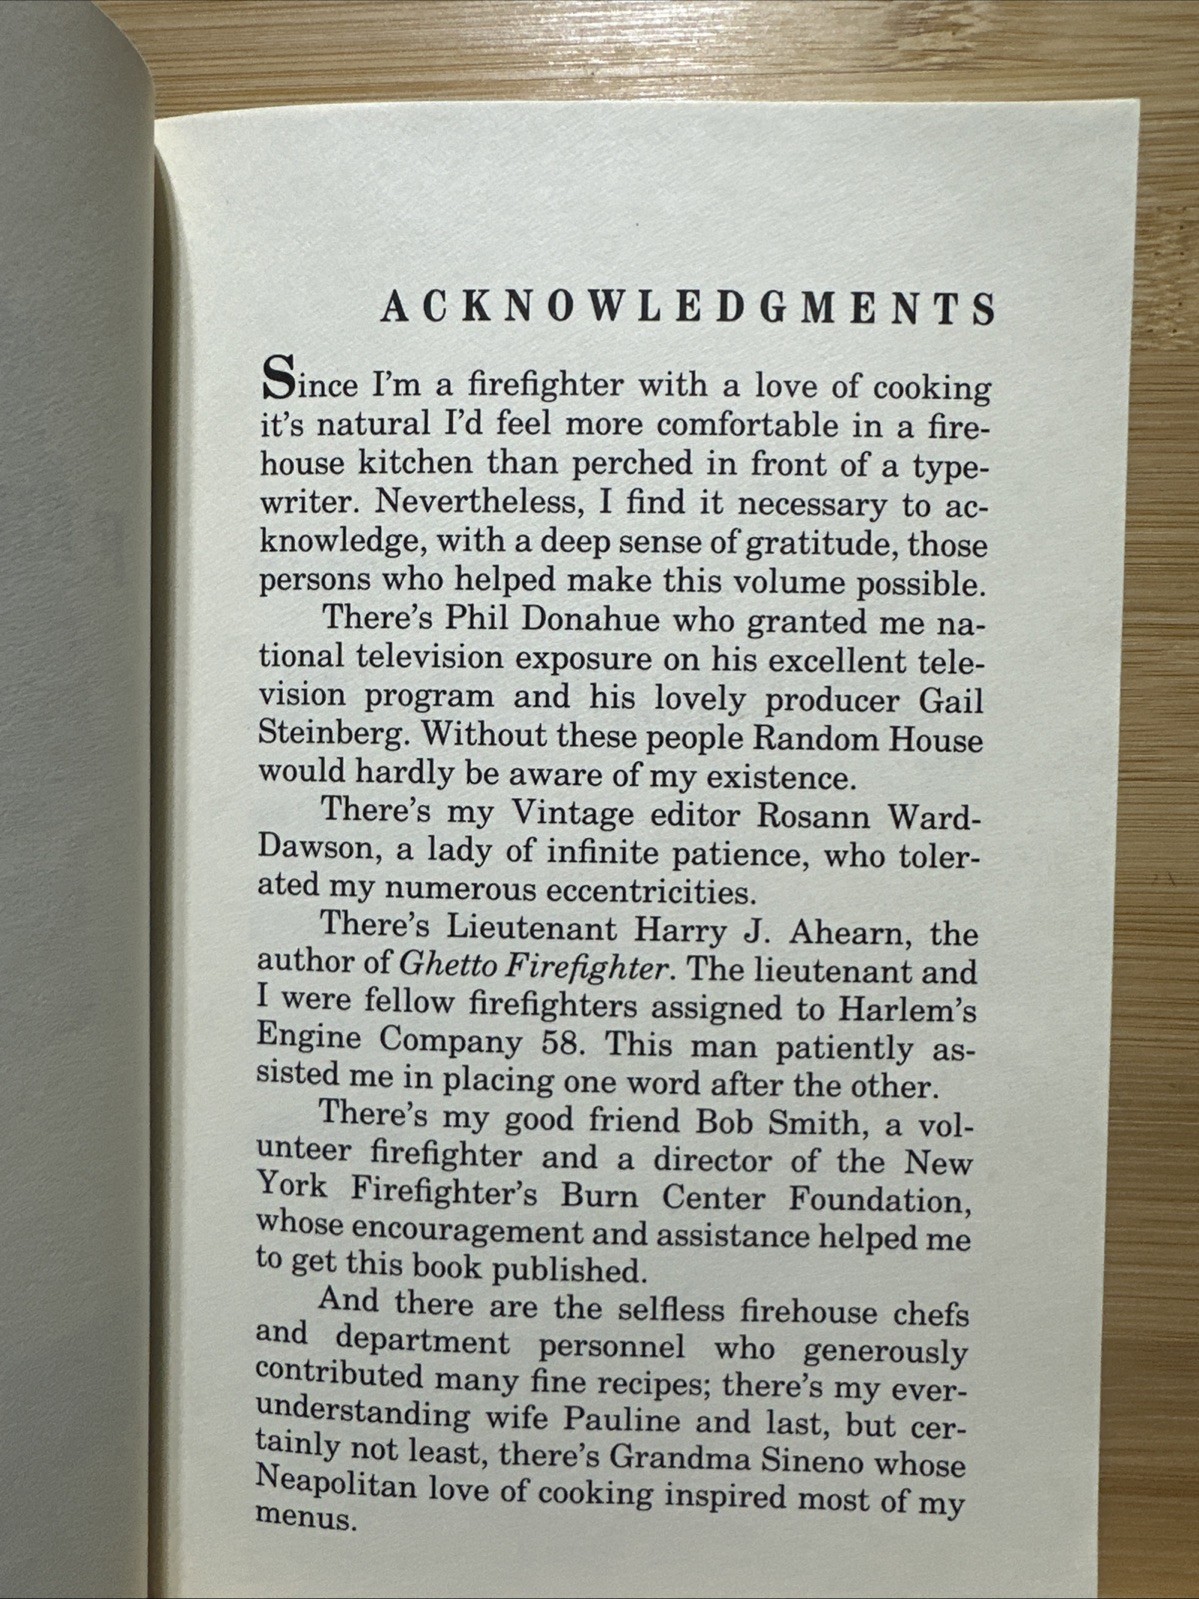 ACKNOWLEDGMENTS
Since I'm a firefighter with a love of cooking
it's natural I'd feel more comfortable in a fire-
house kitchen than perched in front of a type-
writer. Nevertheless, I find it necessary to ac-
knowledge, with a deep sense of gratitude, those
persons who helped make this volume possible.
There's Phil Donahue who granted me na-
tional television exposure on his excellent tele-
vision program and his lovely producer Gail
Steinberg. Without these people Random House
would hardly be aware of my existence.
There's my Vintage editor Rosann Ward-
Dawson, a lady of infinite patience, who toler-
ated my numerous eccentricities.
There's Lieutenant Harry J. Ahearn, the
author of Ghetto Firefighter. The lieutenant and
I were fellow firefighters assigned to Harlem's
Engine Company 58. This man patiently as-
sisted me in placing one word after the other.
There's my good friend Bob Smith, a vol-
unteer firefighter and a director of the New
York Firefighter's Burn Center Foundation,
whose encouragement and assistance helped me
to get this book published.
And there are the selfless firehouse chefs
and department personnel who generously
contributed many fine recipes; there's my ever-
understanding wife Pauline and last, but cer-
tainly not least, there's Grandma Sineno whose
Neapolitan love of cooking inspired most of my
menus.